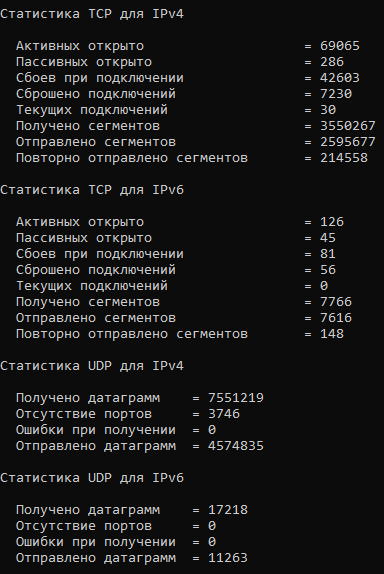 Статистика TCP для IPv4
Активных открыто = 69065
Пассивных открыто = 286
Сбоев при подключении = 42603
Сброшено подключений = 7230
Текущих подключений = 30
Получено сегментов = 3550267
Отправлено сегментов = 2595677
Повторно отправлено сегментов = 214558
Статистика TCP для IPv6
Активных открыто = 126
Пассивных открыто = 45
Сбоев при подключении = 81
Сброшено подключений = 56
Текущих подключений = 0
Получено сегментов = 7766
Отправлено сегментов = 7616
Повторно отправлено сегментов = 148
Статистика UDP для IPv4
Получено датаграмм = 7551219
Отсутствие портов = 3746
Ошибки при получении = 0
Отправлено датаграмм = 4574835
Статистика UDP для IPv6
Получено датаграмм = 17218
Отсутствие портов = 0
Ошибки при получении = 0
Отправлено датаграмм = 11263